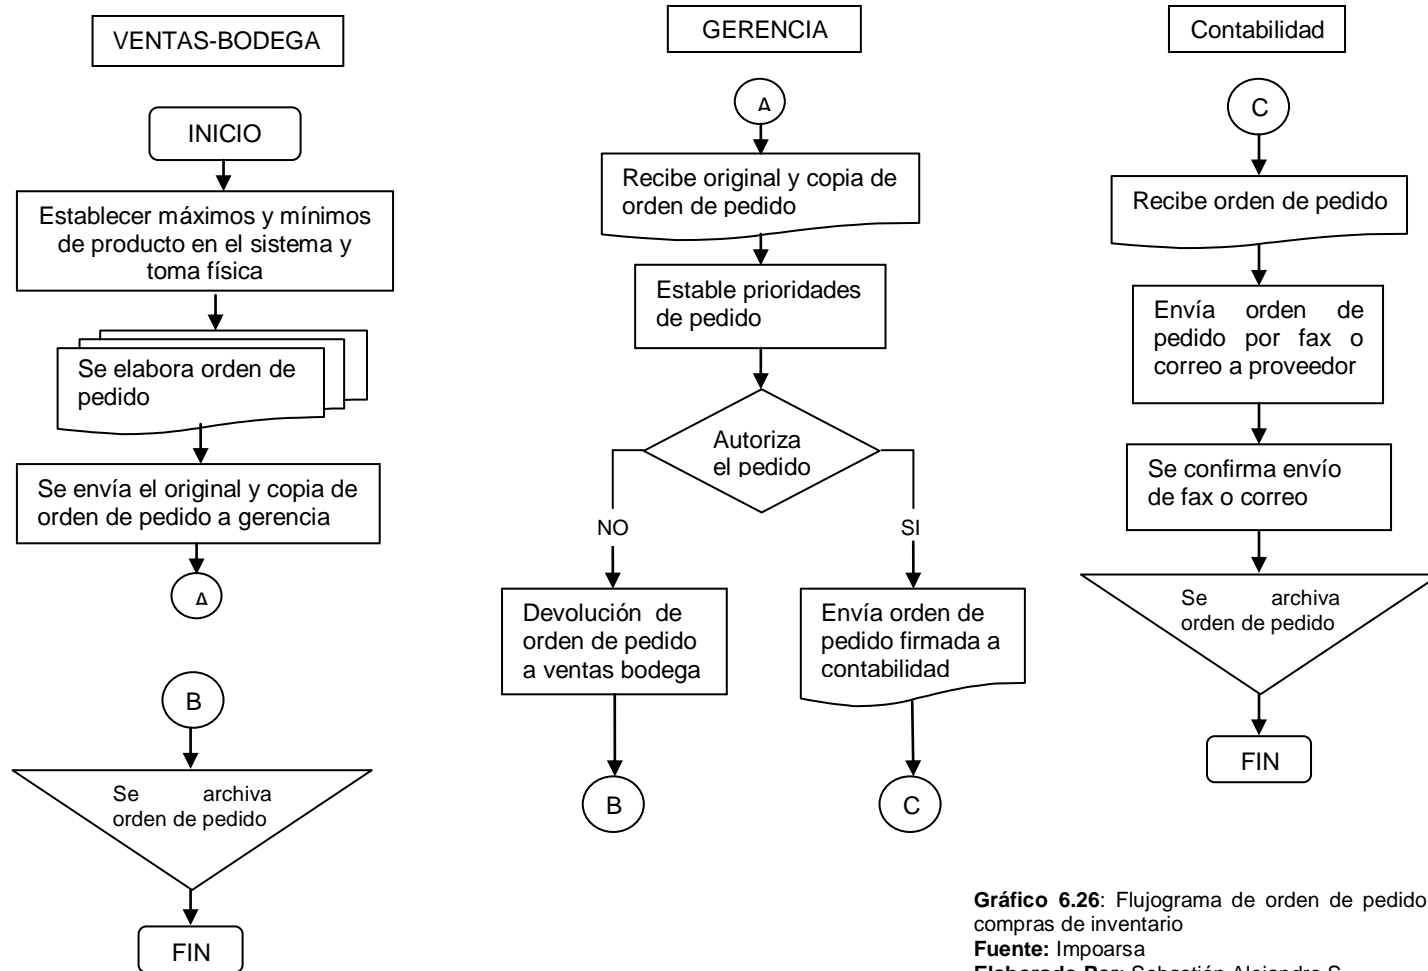 VENTAS-BODEGA
INICIO
Establecer máximos y mínimos
de producto en el sistema y
toma física
Se elabora orden de
pedido
Se envía el original y copia de
orden de pedido a gerencia
A
B
Se archiva
orden de pedido
FIN
GERENCIA
A
Recibe original y copia de
orden de pedido
Estable prioridades
de pedido
Autoriza
el pedido
NO
SI
Devolución de
orden de pedido
a ventas bodega
Envía orden de
pedido firmada a
contabilidad
B
C
Contabilidad
C
Recibe orden de pedido
Envía orden de
pedido por fax o
correo a proveedor
Se confirma envío
de fax o correo
Se archiva
orden de pedido
FIN
Gráfico 6.26: Flujograma de orden de pedido
compras de inventario
Fuente: Impoarsa
Elaborado Por: Sebastián Alejandro S.